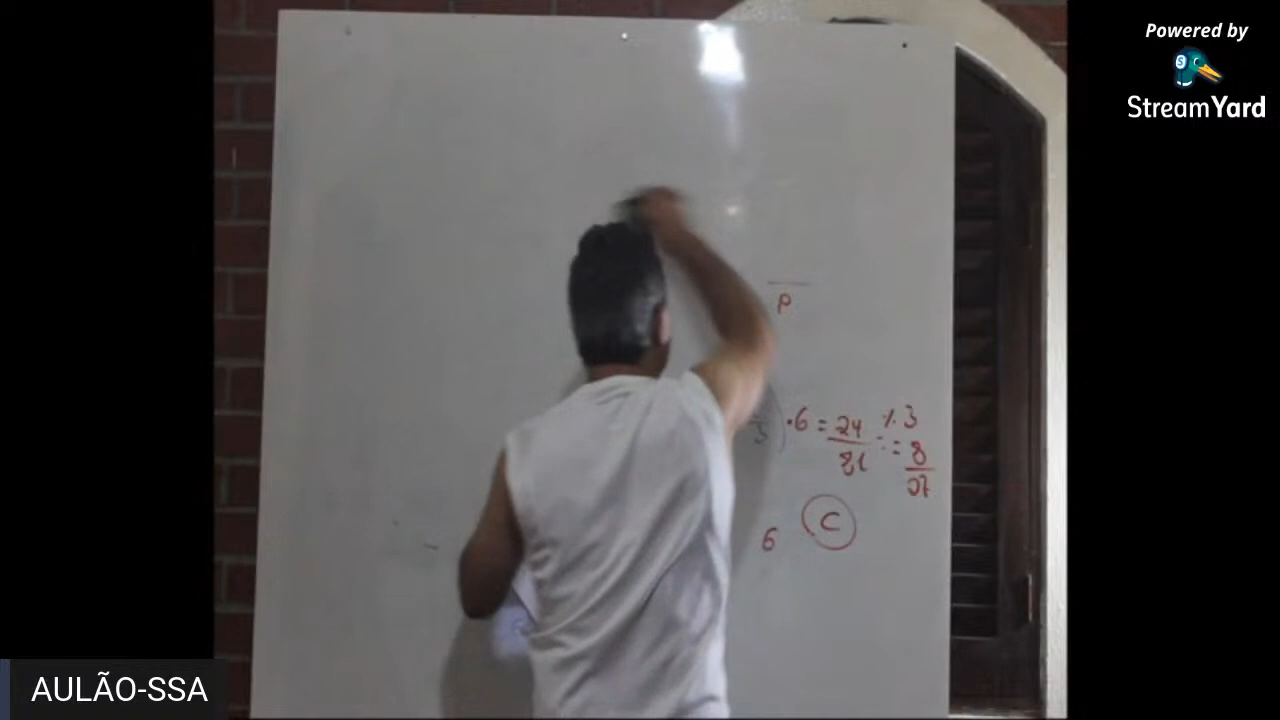 Powered by
StreamYard
P
·6 = 24/81 ÷3 = 8/27
6 C
AULÃO-SSA